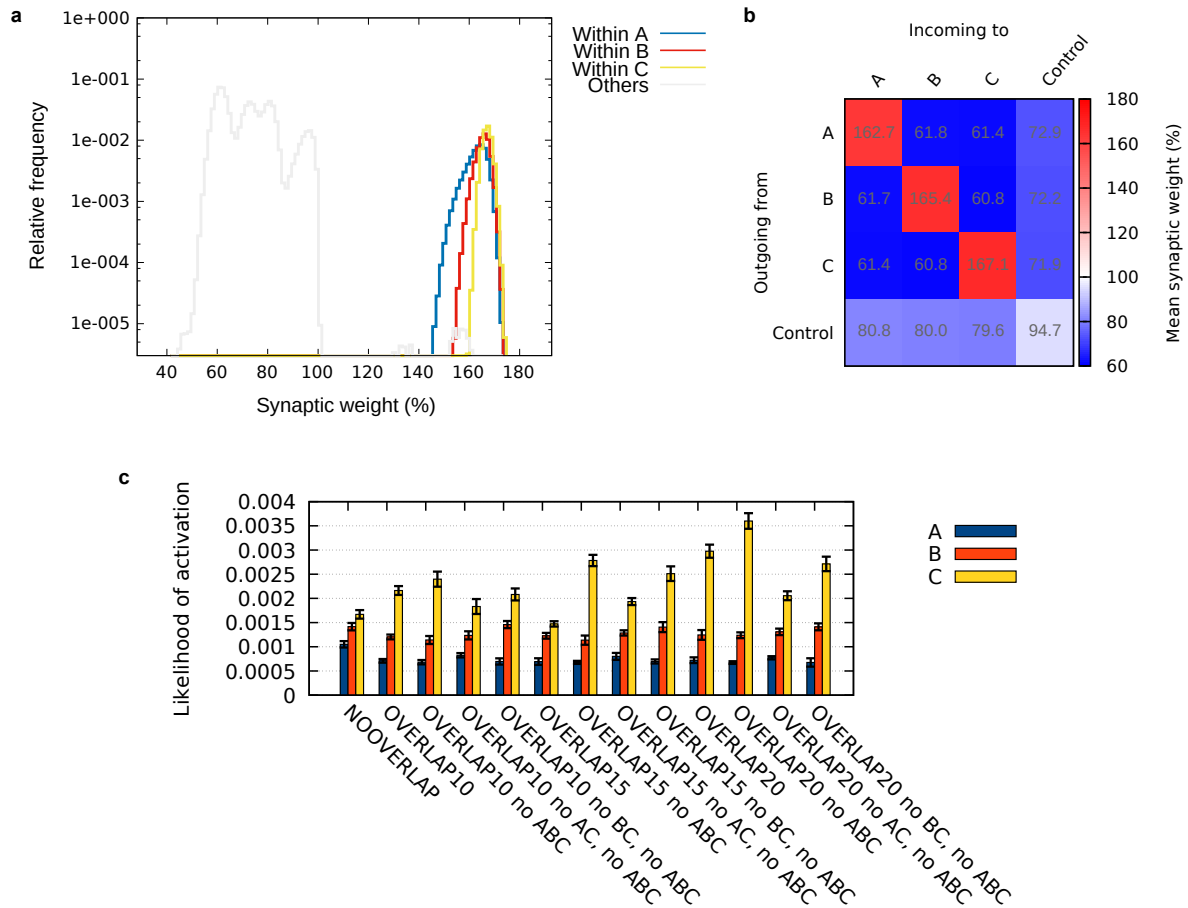 a
1e+000
1e-001
1e-002
1e-003
1e-004
1e-005
Relative frequency
40 60 80 100 120 140 160 180
Synaptic weight (%)
Within A
Within B
Within C
Others
b
Incoming to
A B C Control
Outgoing from
A 162.7 61.8 61.4 72.9
B 61.7 165.4 60.8 72.2
C 61.4 60.8 167.1 71.9
Control 80.8 80.0 79.6 94.7
180
160
140
120
100
80
60
Mean synaptic weight (%)
c
Likelihood of activation
0.004
0.0035
0.003
0.0025
0.002
0.0015
0.001
0.0005
0
A
B
C
NOOVERLAP
OVERLAP10
OVERLAP10 no ABC
OVERLAP10 no AC, no ABC
OVERLAP10 no BC, no ABC
OVERLAP15
OVERLAP15 no ABC
OVERLAP15 no AC, no ABC
OVERLAP15 no BC, no ABC
OVERLAP20
OVERLAP20 no ABC
OVERLAP20 no AC, no ABC
OVERLAP20 no BC, no ABC